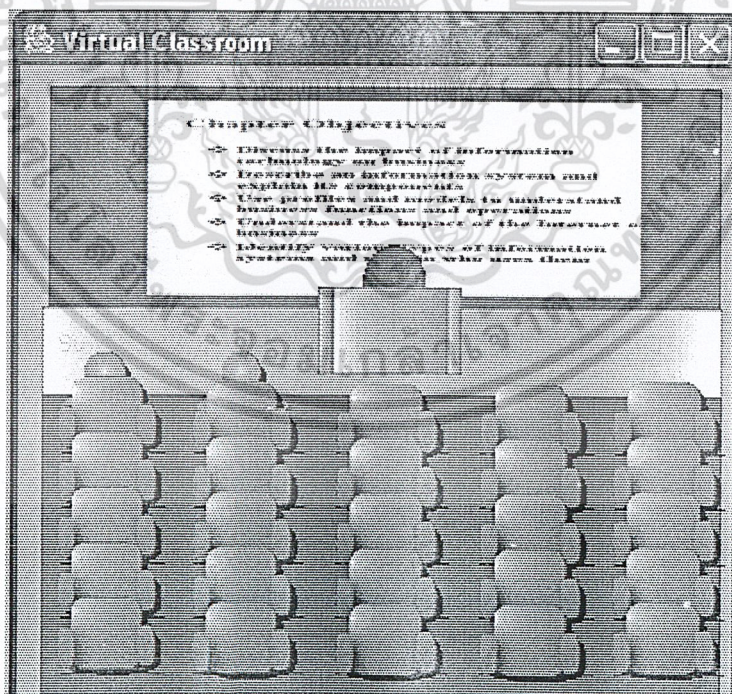 Virtual Classroom
Chapter Objectives
Discuss the impact of information
technology on business
Describe an information system and
explain its components
Use profiles and models to understand
business functions and operations
Understand the impact of the Internet o
business
Identify various types of information
systems and who uses them